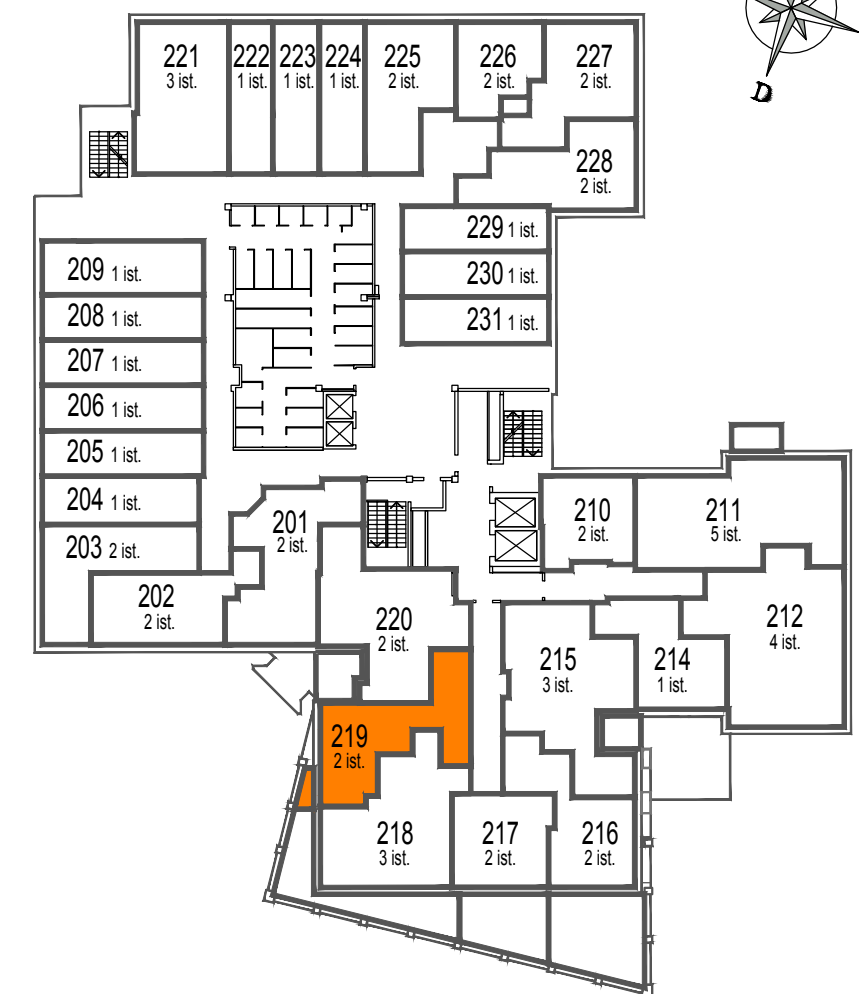 221 222 223 224 225 226 227
3 ist. 1 ist. 1 ist. 1 ist. 2 ist. 2 ist. 2 ist.
D
228
2 ist.
229 1 ist.
230 1 ist.
231 1 ist.
209 1 ist.
208 1 ist.
207 1 ist.
206 1 ist.
205 1 ist.
204 1 ist.
203 2 ist.
201
2 ist.
202
2 ist.
210
2 ist.
211
5 ist.
212
4 ist.
220
2 ist.
215
3 ist.
214
1 ist.
219
2 ist.
218
3 ist.
217
2 ist.
216
2 ist.